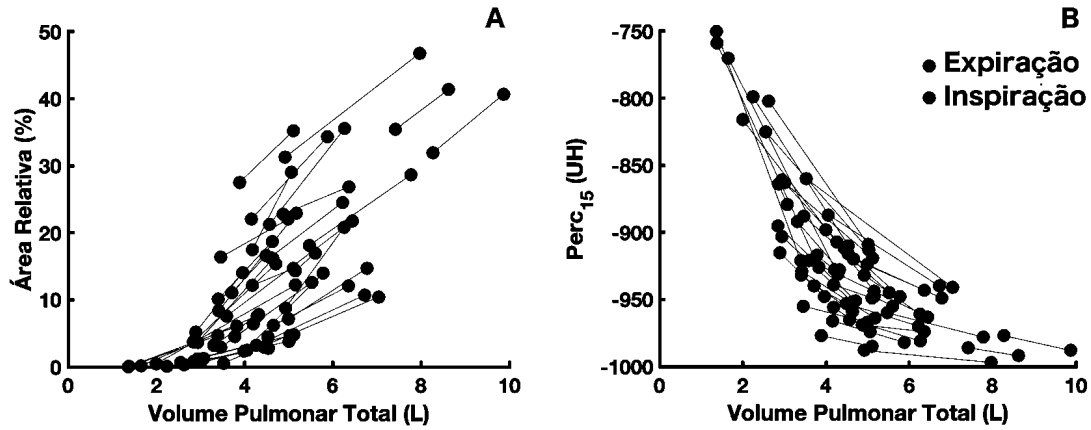 A
50
40
30
20
10
0
Área Relativa (%)
0 2 4 6 8 10
Volume Pulmonar Total (L)
B
-750
-800
-850
-900
-950
-1000
Perc15 (UH)
Expiração
Inspiração
0 2 4 6 8 10
Volume Pulmonar Total (L)